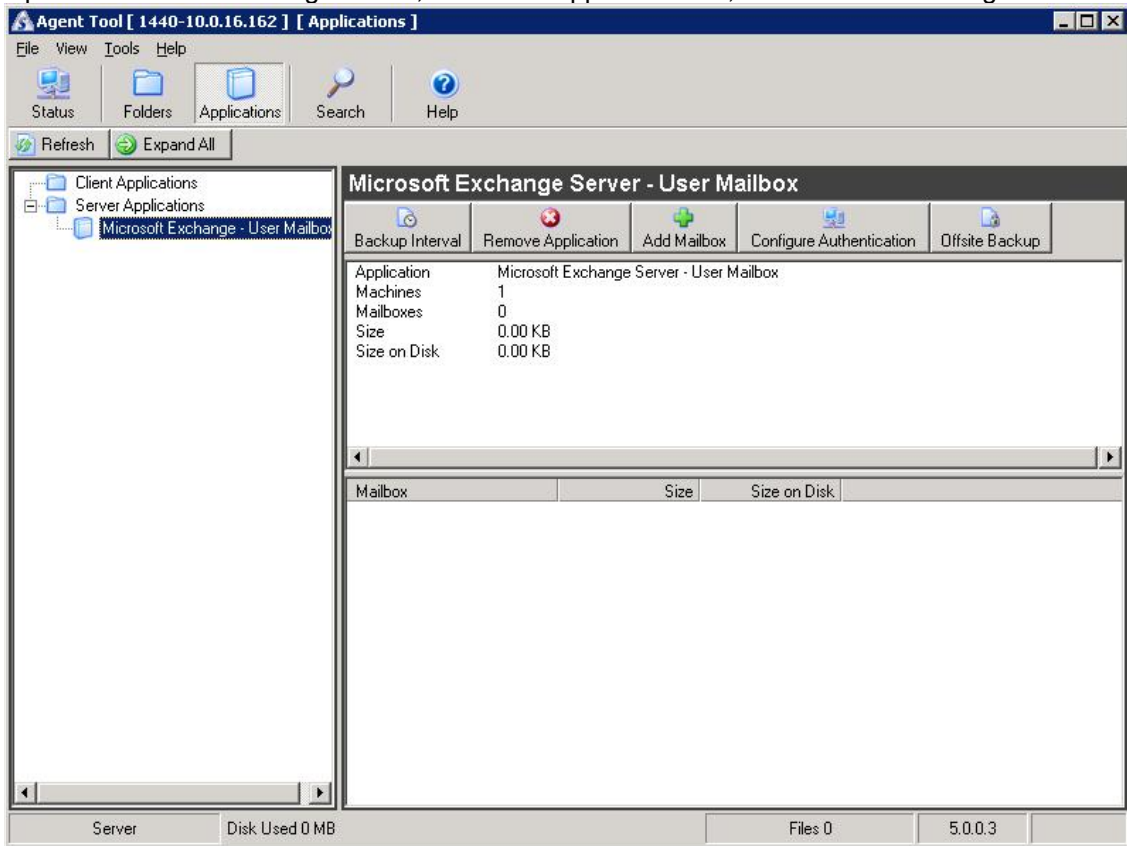 Agent Tool [ 1440-10.0.16.162 ] [ Applications ]
File View Tools Help
Status Folders Applications Search Help
Refresh Expand All
Client Applications
Server Applications
Microsoft Exchange - User Mailbox
Microsoft Exchange Server - User Mailbox
Backup Interval Remove Application Add Mailbox Configure Authentication Offsite Backup
Application Microsoft Exchange Server - User Mailbox
Machines 1
Mailboxes 0
Size 0.00 KB
Size on Disk 0.00 KB
Mailbox Size Size on Disk
Server Disk Used 0 MB Files 0 5.0.0.3